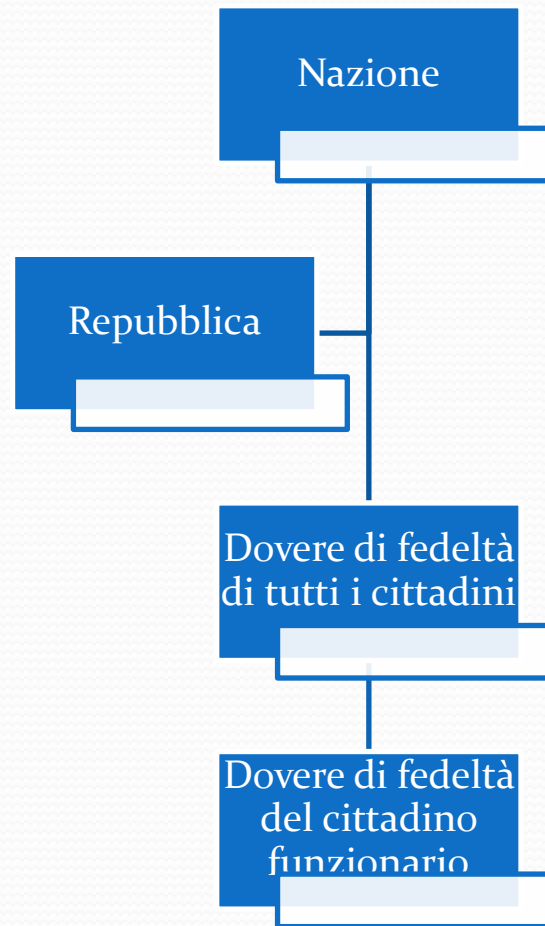 Nazione
Repubblica
Dovere di fedeltà
di tutti i cittadini
Dovere di fedeltà
del cittadino
funzionario